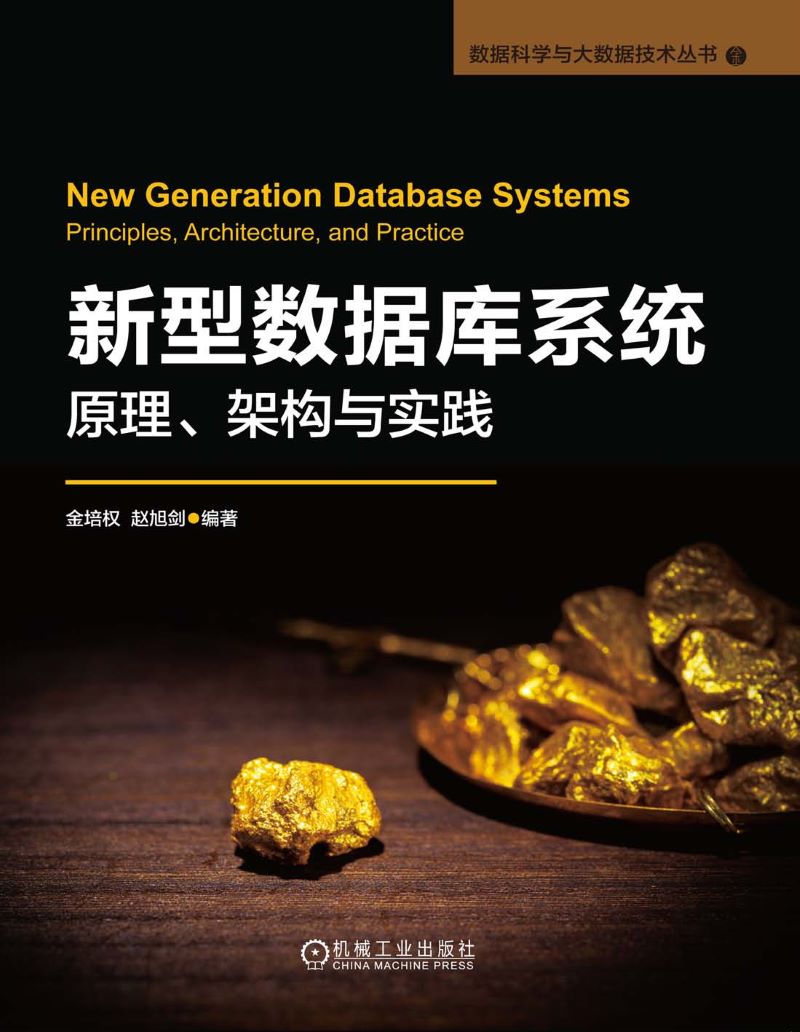 数据科学与大数据技术丛书
New Generation Database Systems
Principles, Architecture, and Practice
新型数据库系统
原理、架构与实践
金培权 赵旭剑●编著
机械工业出版社
CHINA MACHINE PRESS